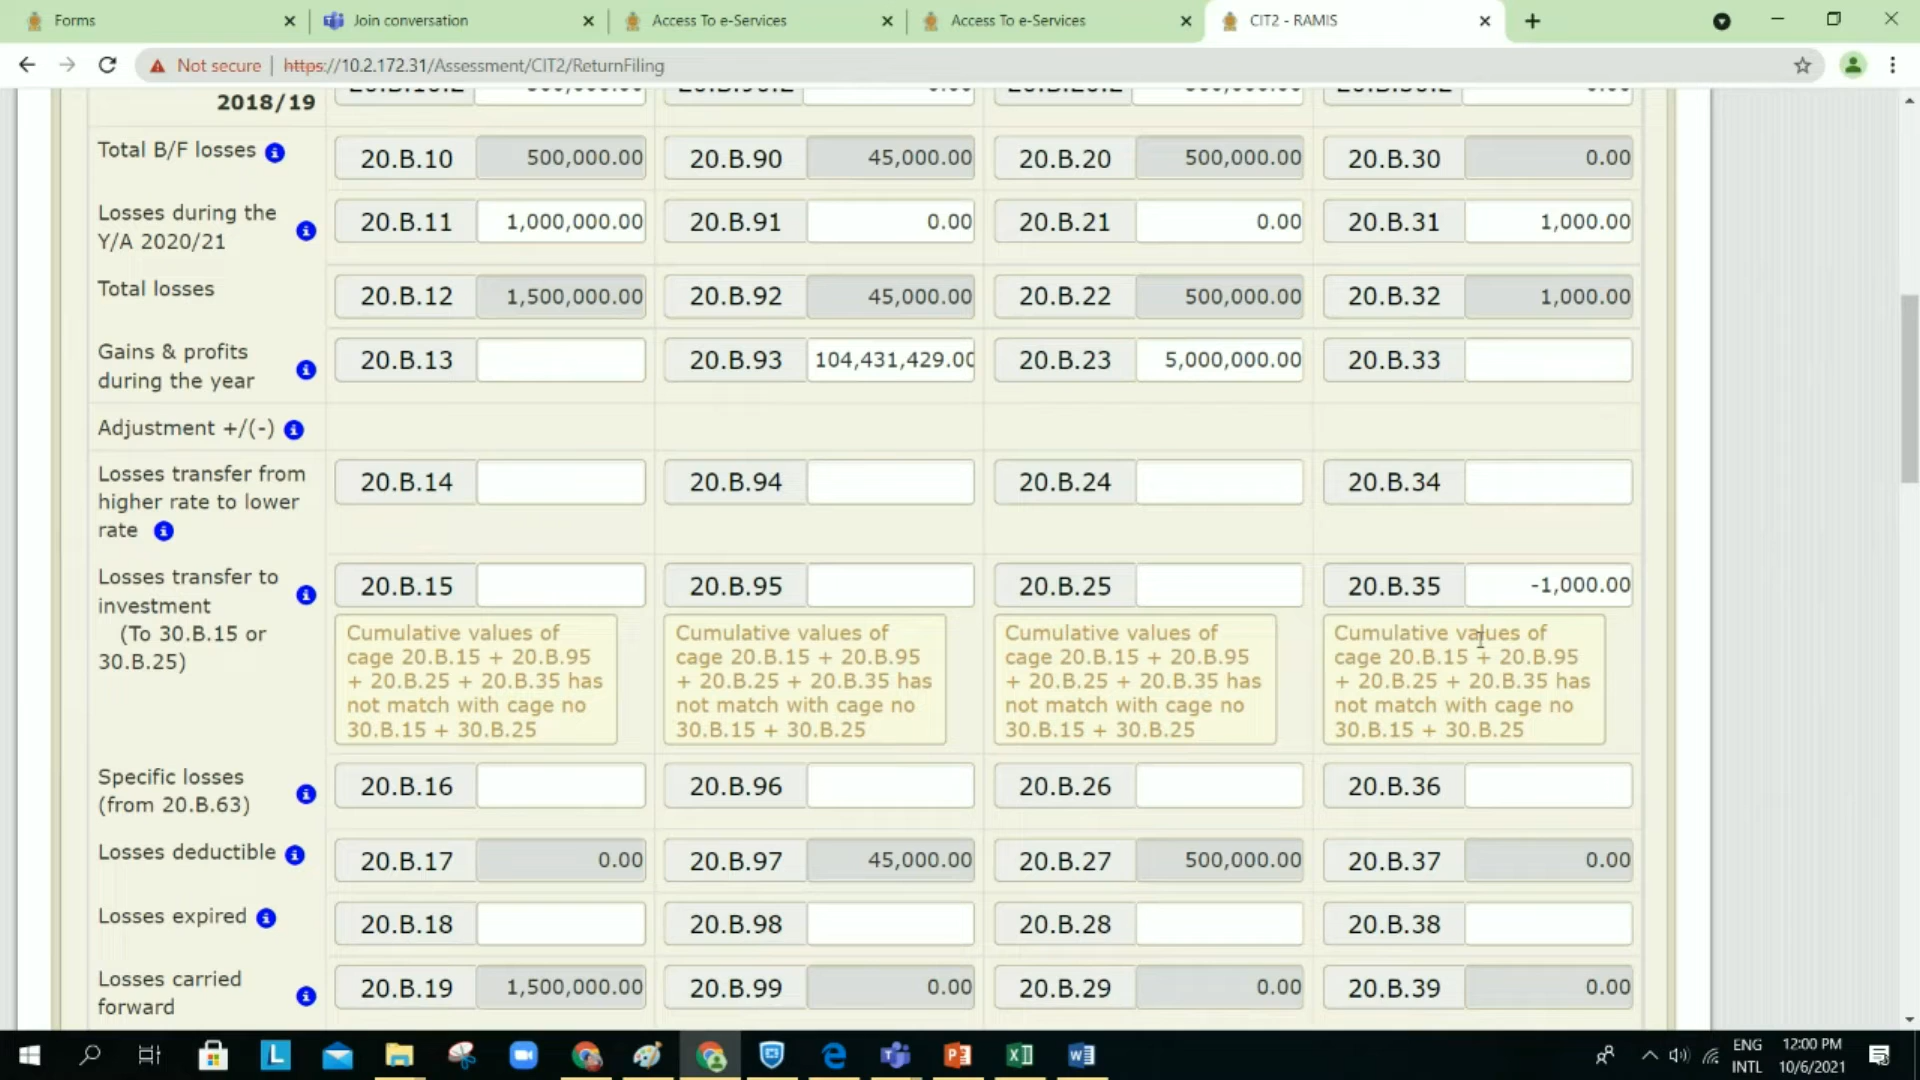 Forms
Join conversation
Access To e-Services
Access To e-Services
CIT2 - RAMIS
Not secure | https://10.2.172.31/Assessment/CIT2/ReturnFiling
2018/19
Total B/F losses 20.B.10 500,000.00 20.B.90 45,000.00 20.B.20 500,000.00 20.B.30 0.00
Losses during the
Y/A 2020/21
20.B.11 1,000,000.00 20.B.91 0.00 20.B.21 0.00 20.B.31 1,000.00
Total losses 20.B.12 1,500,000.00 20.B.92 45,000.00 20.B.22 500,000.00 20.B.32 1,000.00
Gains & profits
during the year
20.B.13 20.B.93 104,431,429.00 20.B.23 5,000,000.00 20.B.33
Adjustment +/(-)
Losses transfer from
higher rate to lower
rate
20.B.14 20.B.94 20.B.24 20.B.34
Losses transfer to
investment
(To 30.B.15 or
30.B.25)
20.B.15 20.B.95 20.B.25 20.B.35 -1,000.00
Cumulative values of
cage 20.B.15 + 20.B.95
+ 20.B.25 + 20.B.35 has
not match with cage no
30.B.15 + 30.B.25
Cumulative values of
cage 20.B.15 + 20.B.95
+ 20.B.25 + 20.B.35 has
not match with cage no
30.B.15 + 30.B.25
Cumulative values of
cage 20.B.15 + 20.B.95
+ 20.B.25 + 20.B.35 has
not match with cage no
30.B.15 + 30.B.25
Cumulative values of
cage 20.B.15 + 20.B.95
+ 20.B.25 + 20.B.35 has
not match with cage no
30.B.15 + 30.B.25
Specific losses
(from 20.B.63)
20.B.16 20.B.96 20.B.26 20.B.36
Losses deductible 20.B.17 0.00 20.B.97 45,000.00 20.B.27 500,000.00 20.B.37 0.00
Losses expired 20.B.18 20.B.98 20.B.28 20.B.38
Losses carried
forward
20.B.19 1,500,000.00 20.B.99 0.00 20.B.29 0.00 20.B.39 0.00
ENG
INTL
12:00 PM
10/6/2021